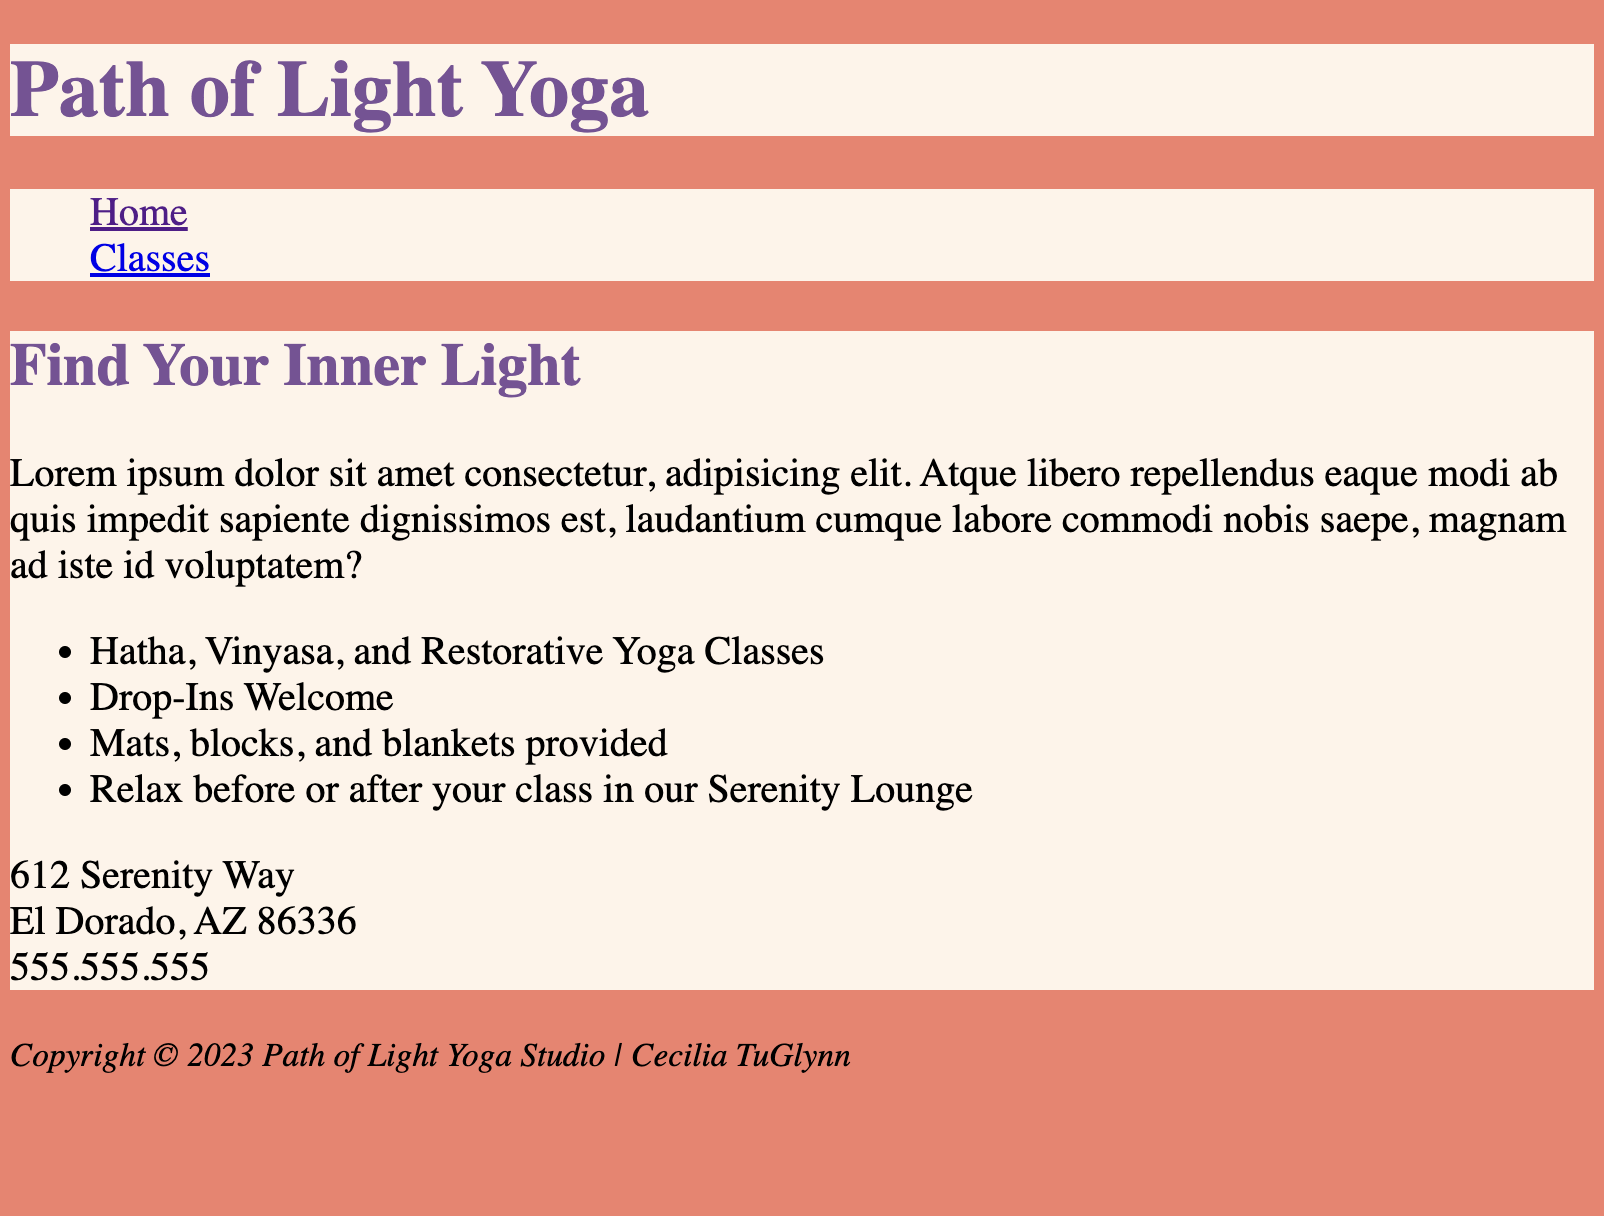 Path of Light Yoga
Home
Classes
Find Your Inner Light
Lorem ipsum dolor sit amet consectetur, adipisicing elit. Atque libero repellendus eaque modi ab
quis impedit sapiente dignissimos est, laudantium cumque labore commodi nobis saepe, magnam
ad iste id voluptatem?
• Hatha, Vinyasa, and Restorative Yoga Classes
• Drop-Ins Welcome
• Mats, blocks, and blankets provided
• Relax before or after your class in our Serenity Lounge
612 Serenity Way
El Dorado, AZ 86336
555.555.555
Copyright © 2023 Path of Light Yoga Studio | Cecilia TuGlynn